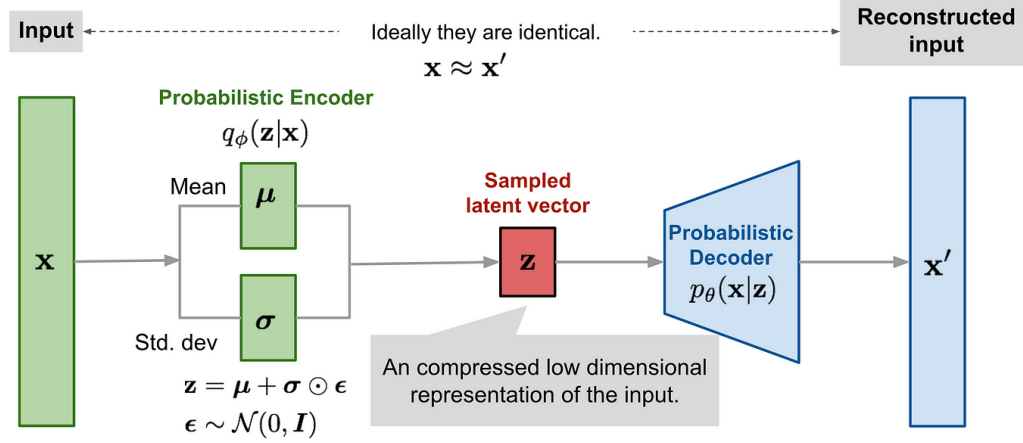 Input
Ideally they are identical.
x ≈ x′
Reconstructed
input
Probabilistic Encoder
qϕ(z|x)
Mean
μ
x
Std. dev
σ
z = μ + σ ⊙ ϵ
ϵ ∼ 𝒩(0, I)
Sampled
latent vector
z
An compressed low dimensional
representation of the input.
Probabilistic
Decoder
pθ(x|z)
x′